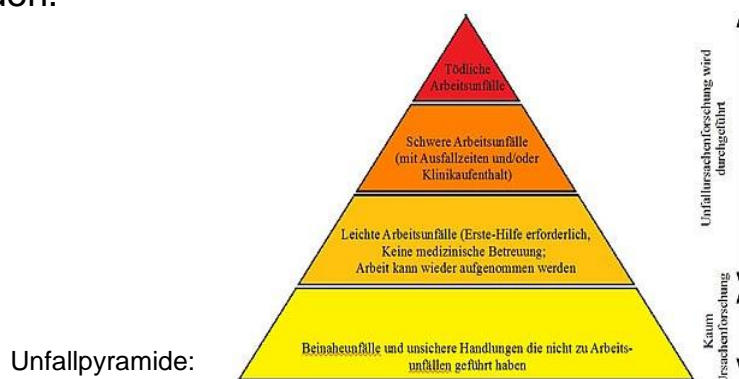 Tödliche
Arbeitsunfälle
Schwere Arbeitsunfälle
(mit Ausfallzeiten und/oder
Klinikaufenthalt)
Leichte Arbeitsunfälle (Erste-Hilfe erforderlich,
Keine medizinische Betreuung;
Arbeit kann wieder aufgenommen werden
Beinaheunfälle und unsichere Handlungen die nicht zu Arbeits-
unfällen geführt haben
Unfallursachenforschung wird
durchgeführt
Kaum
Unfallpyramide: